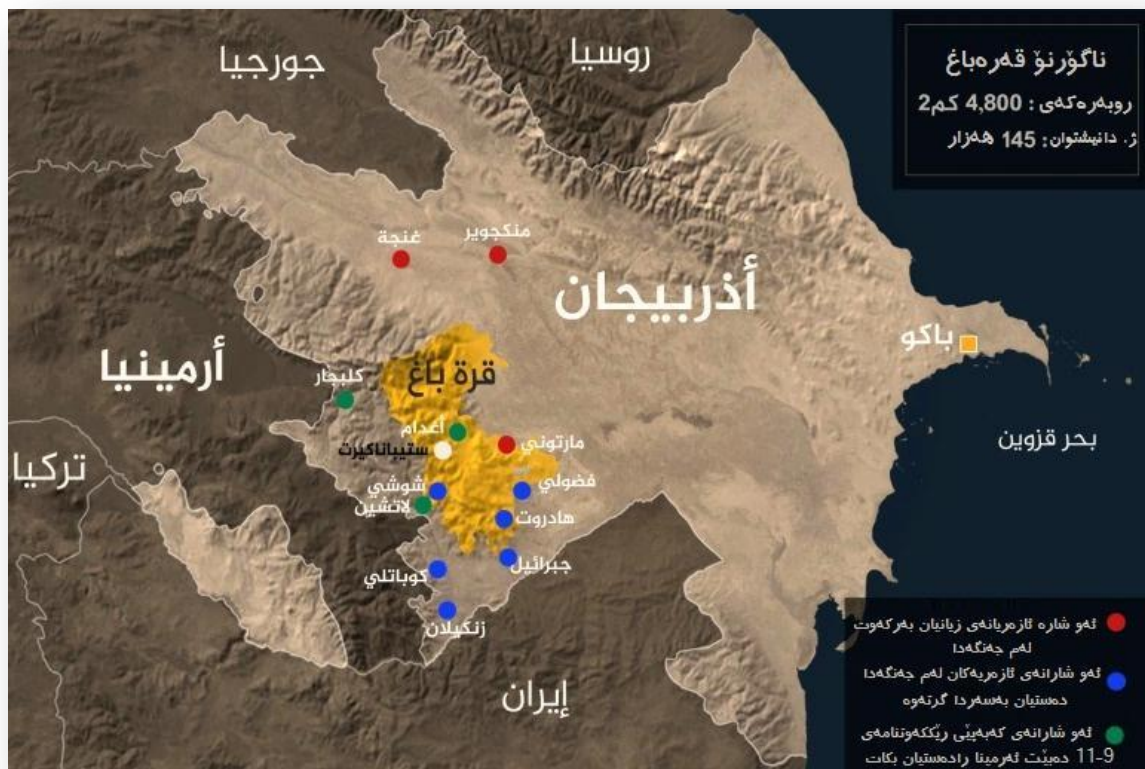 ناگۆرنۆ قەرەباغ
روبەرەکەی : 4,800 کم2
ژ. دانیشتوان: 145 هەزار
روسيا
جورجيا
منكجوير
غنجة
أذربيجان
باكو
أرمينيا
قرة باغ
كلبجار
أغدام
ستيباناكيرت
مارتوني
بحر قزوين
تركيا
شوشي
فضولي
لاتشين
هادروت
جبرائيل
كوباتلي
زنكيلان
إيران
ئەو شارە ئازەریانەی زیانیان بەرکەوت
لەم جەنگەدا
ئەو شارانەی ئازەریەکان لەم جەنگەدا
دەستیان بەسەردا گرتەوە
ئەو شارانەی کەبەپێی رێککەوتنامەی
9-11 دەبێت ئەرمینا رادەستیان بکات